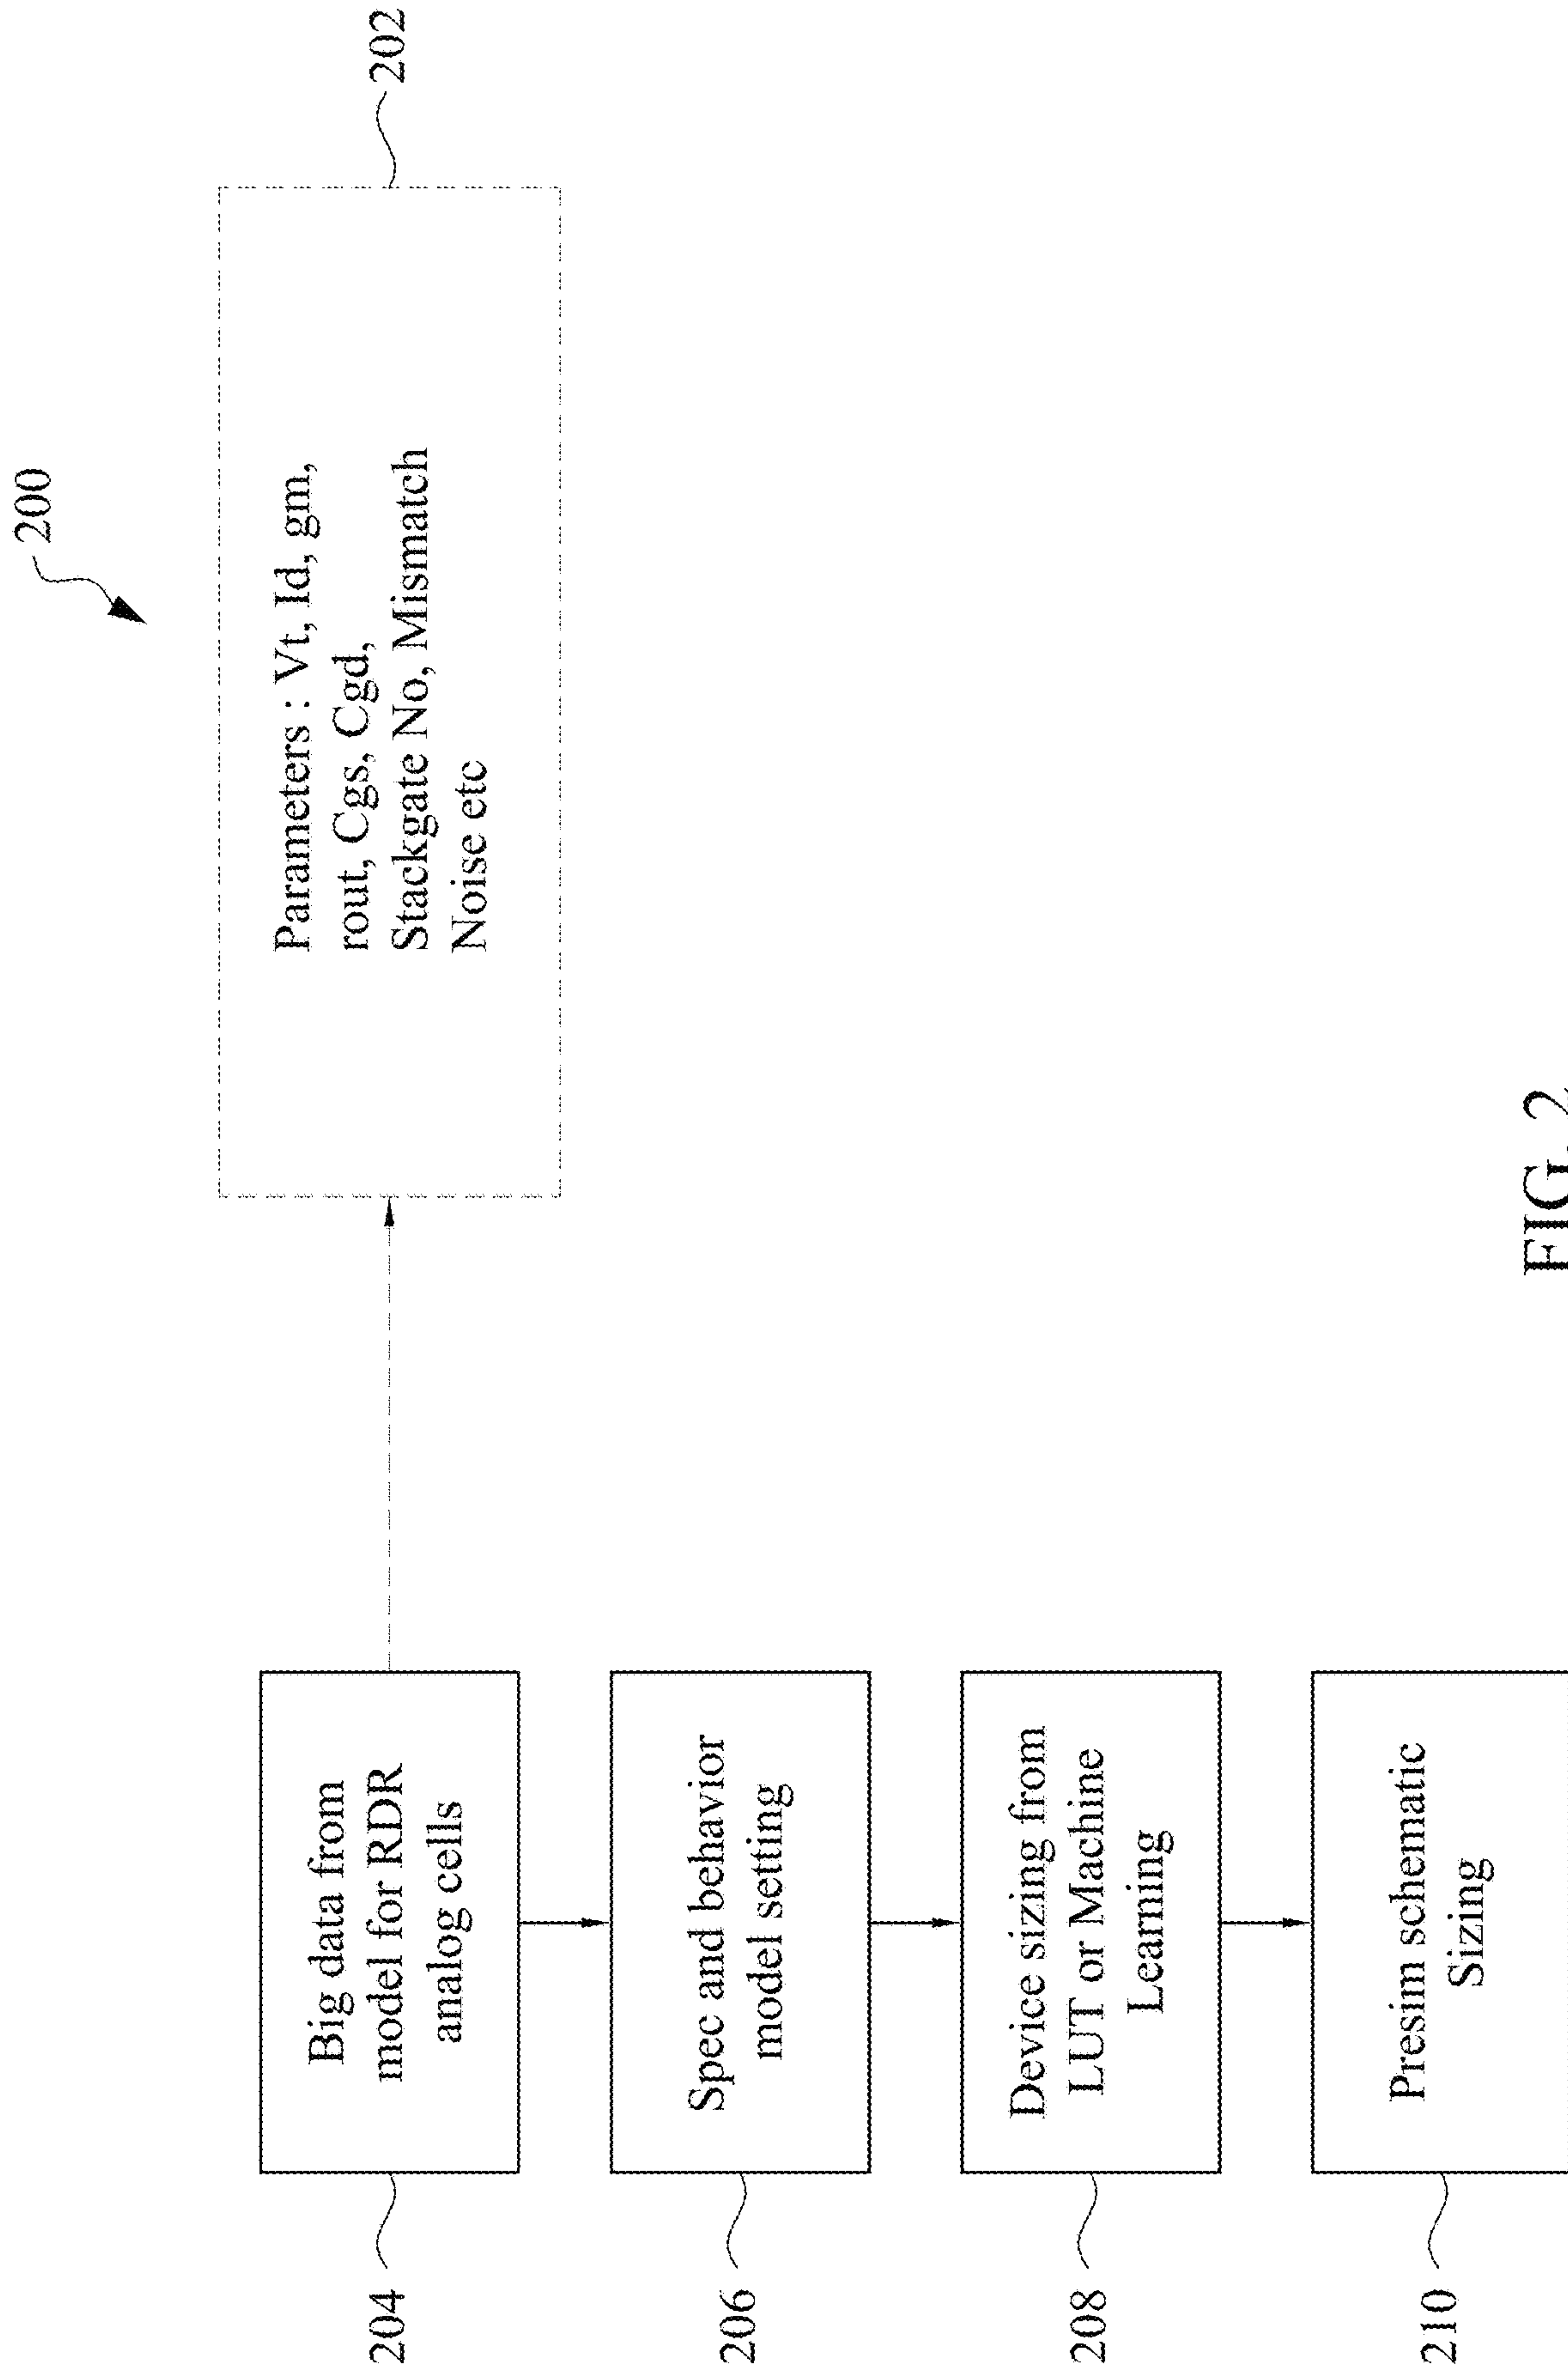 200
204
Big data from
model for RDR
analog cells
Parameters : Vt, Id, gm,
rout, Cgs, Cgd,
Stackgate No, Mismatch
Noise etc
202
206
Spec and behavior
model setting
208
Device sizing from
LUT or Machine
Learning
210
Presim schematic
Sizing
FIG. 2